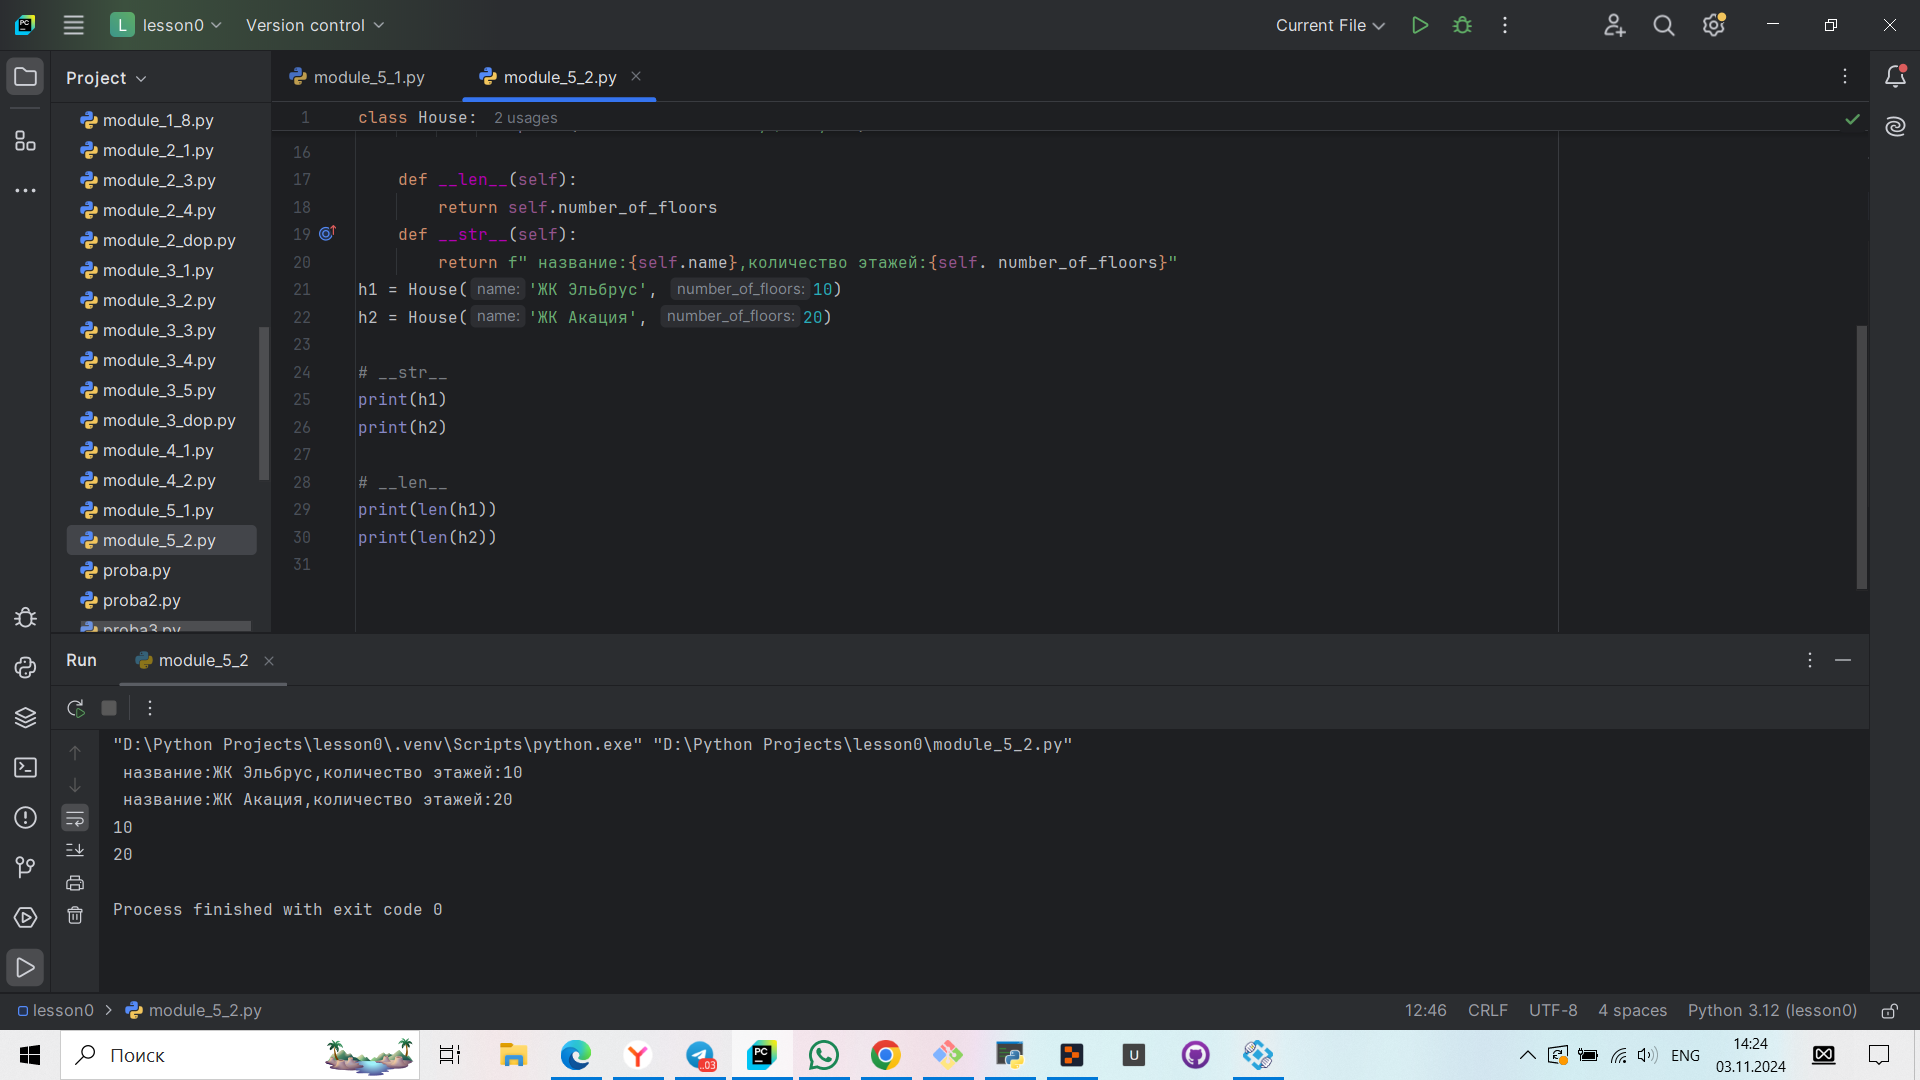 L lesson0 Version control Current File
Project
module_5_1.py module_5_2.py
module_1_8.py
module_2_1.py
module_2_3.py
module_2_4.py
module_2_dop.py
module_3_1.py
module_3_2.py
module_3_3.py
module_3_4.py
module_3_5.py
module_3_dop.py
module_4_1.py
module_4_2.py
module_5_1.py
module_5_2.py
proba.py
proba2.py
proba3.py
1 class House: 2 usages
16
17 def __len__(self):
18 return self.number_of_floors
19 def __str__(self):
20 return f" название:{self.name},количество этажей:{self. number_of_floors}"
21 h1 = House( name: 'ЖК Эльбрус', number_of_floors: 10)
22 h2 = House( name: 'ЖК Акация', number_of_floors: 20)
23
24 # __str__
25 print(h1)
26 print(h2)
27
28 # __len__
29 print(len(h1))
30 print(len(h2))
31
Run module_5_2
"D:\Python Projects\lesson0\.venv\Scripts\python.exe" "D:\Python Projects\lesson0\module_5_2.py"
название:ЖК Эльбрус,количество этажей:10
название:ЖК Акация,количество этажей:20
10
20
Process finished with exit code 0
lesson0 > module_5_2.py 12:46 CRLF UTF-8 4 spaces Python 3.12 (lesson0)
Поиск ENG 14:24
03.11.2024